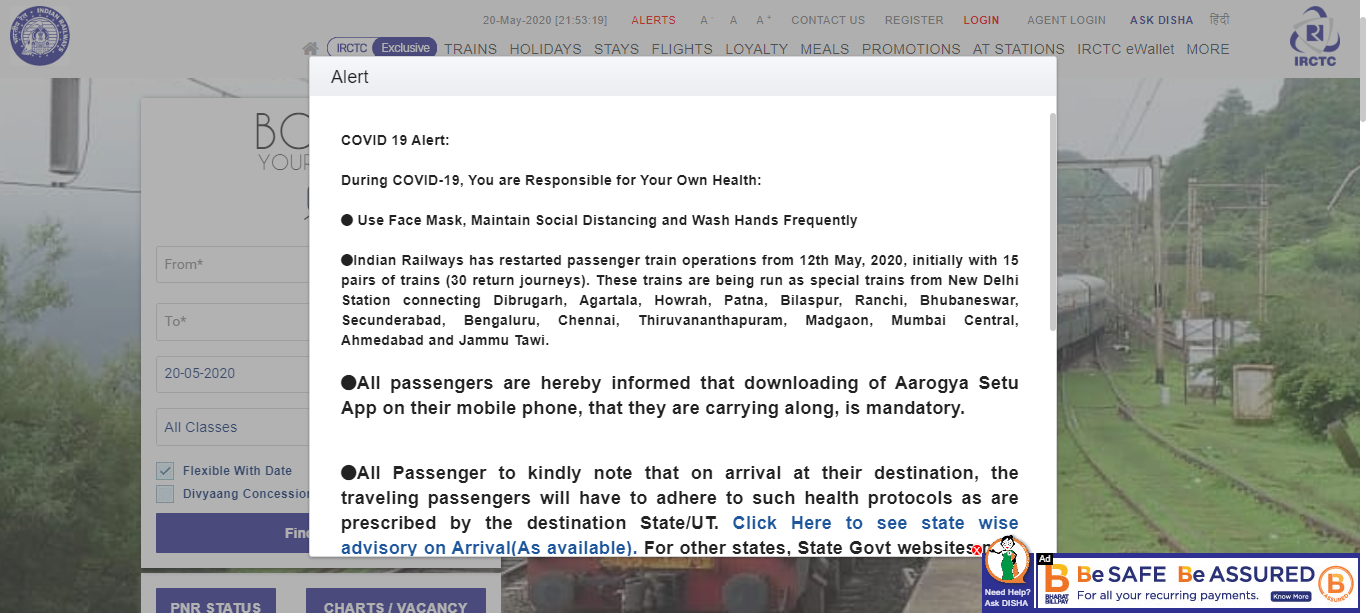 20-May-2020 [21:53:19] ALERTS A- A A+ CONTACT US REGISTER LOGIN AGENT LOGIN ASK DISHA हिंदी
IRCTC Exclusive TRAINS HOLIDAYS STAYS FLIGHTS LOYALTY MEALS PROMOTIONS AT STATIONS IRCTC eWallet MORE
IRCTC
Alert
COVID 19 Alert:
During COVID-19, You are Responsible for Your Own Health:
● Use Face Mask, Maintain Social Distancing and Wash Hands Frequently
●Indian Railways has restarted passenger train operations from 12th May, 2020, initially with 15
pairs of trains (30 return journeys). These trains are being run as special trains from New Delhi
Station connecting Dibrugarh, Agartala, Howrah, Patna, Bilaspur, Ranchi, Bhubaneswar,
Secunderabad, Bengaluru, Chennai, Thiruvananthapuram, Madgaon, Mumbai Central,
Ahmedabad and Jammu Tawi.
●All passengers are hereby informed that downloading of Aarogya Setu
App on their mobile phone, that they are carrying along, is mandatory.
●All Passenger to kindly note that on arrival at their destination, the
traveling passengers will have to adhere to such health protocols as are
prescribed by the destination State/UT. Click Here to see state wise
advisory on Arrival(As available). For other states, State Govt websites
BO
YOUR
From*
To*
20-05-2020
All Classes
Flexible With Date
Divyaang Concession
Find
PNR STATUS
CHARTS / VACANCY
Need Help?
Ask DISHA
Ad
BHARAT
BILLPAY
Be SAFE Be ASSURED
For all your recurring payments. Know More